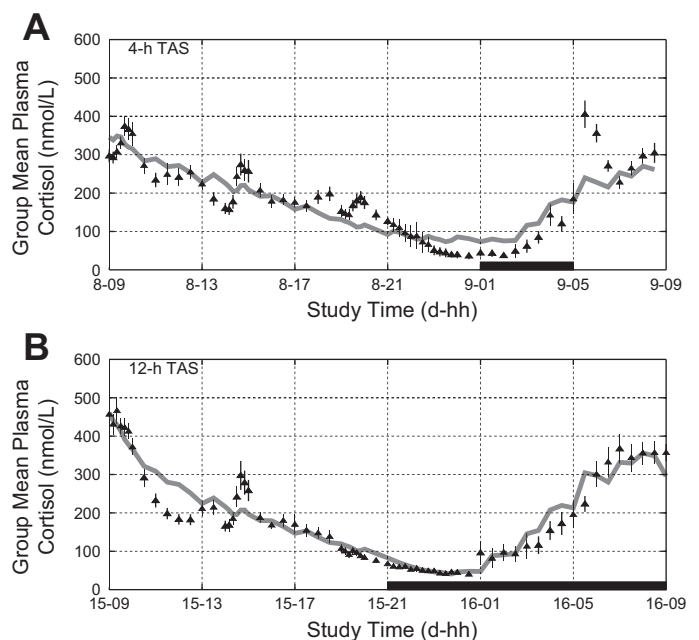 A
4-h TAS
Group Mean Plasma
Cortisol (nmol/L)
600
500
400
300
200
100
0
8-09 8-13 8-17 8-21 9-01 9-05 9-09
Study Time (d-hh)
B
12-h TAS
Group Mean Plasma
Cortisol (nmol/L)
600
500
400
300
200
100
0
15-09 15-13 15-17 15-21 16-01 16-05 16-09
Study Time (d-hh)